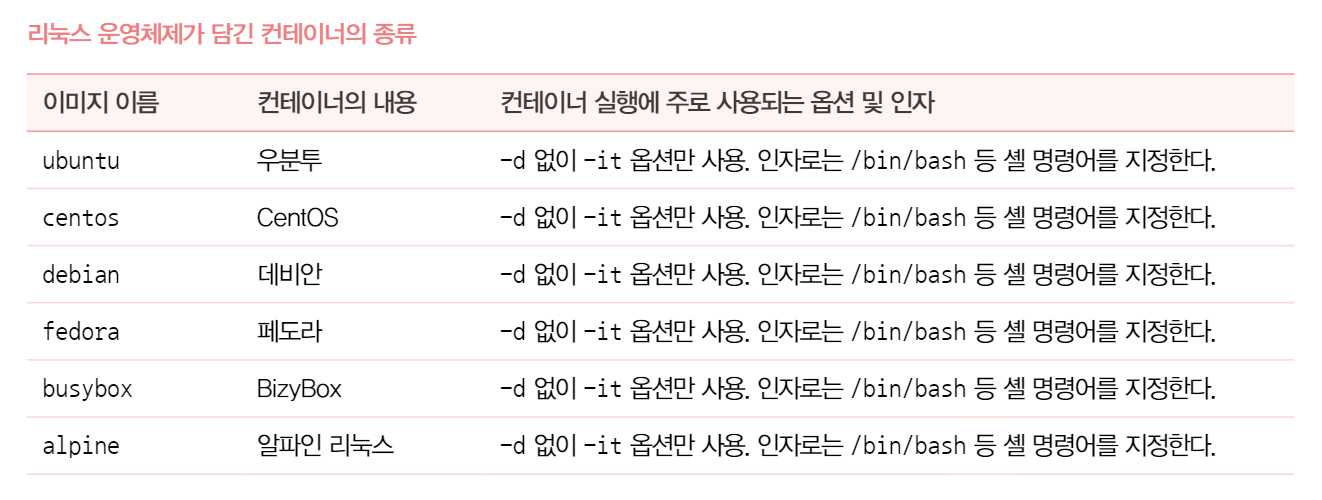 리눅스 운영체제가 담긴 컨테이너의 종류
이미지 이름 컨테이너의 내용 컨테이너 실행에 주로 사용되는 옵션 및 인자
ubuntu 우분투 -d 없이 -it 옵션만 사용. 인자로는 /bin/bash 등 셸 명령어를 지정한다.
centos CentOS -d 없이 -it 옵션만 사용. 인자로는 /bin/bash 등 셸 명령어를 지정한다.
debian 데비안 -d 없이 -it 옵션만 사용. 인자로는 /bin/bash 등 셸 명령어를 지정한다.
fedora 페도라 -d 없이 -it 옵션만 사용. 인자로는 /bin/bash 등 셸 명령어를 지정한다.
busybox BizyBox -d 없이 -it 옵션만 사용. 인자로는 /bin/bash 등 셸 명령어를 지정한다.
alpine 알파인 리눅스 -d 없이 -it 옵션만 사용. 인자로는 /bin/bash 등 셸 명령어를 지정한다.